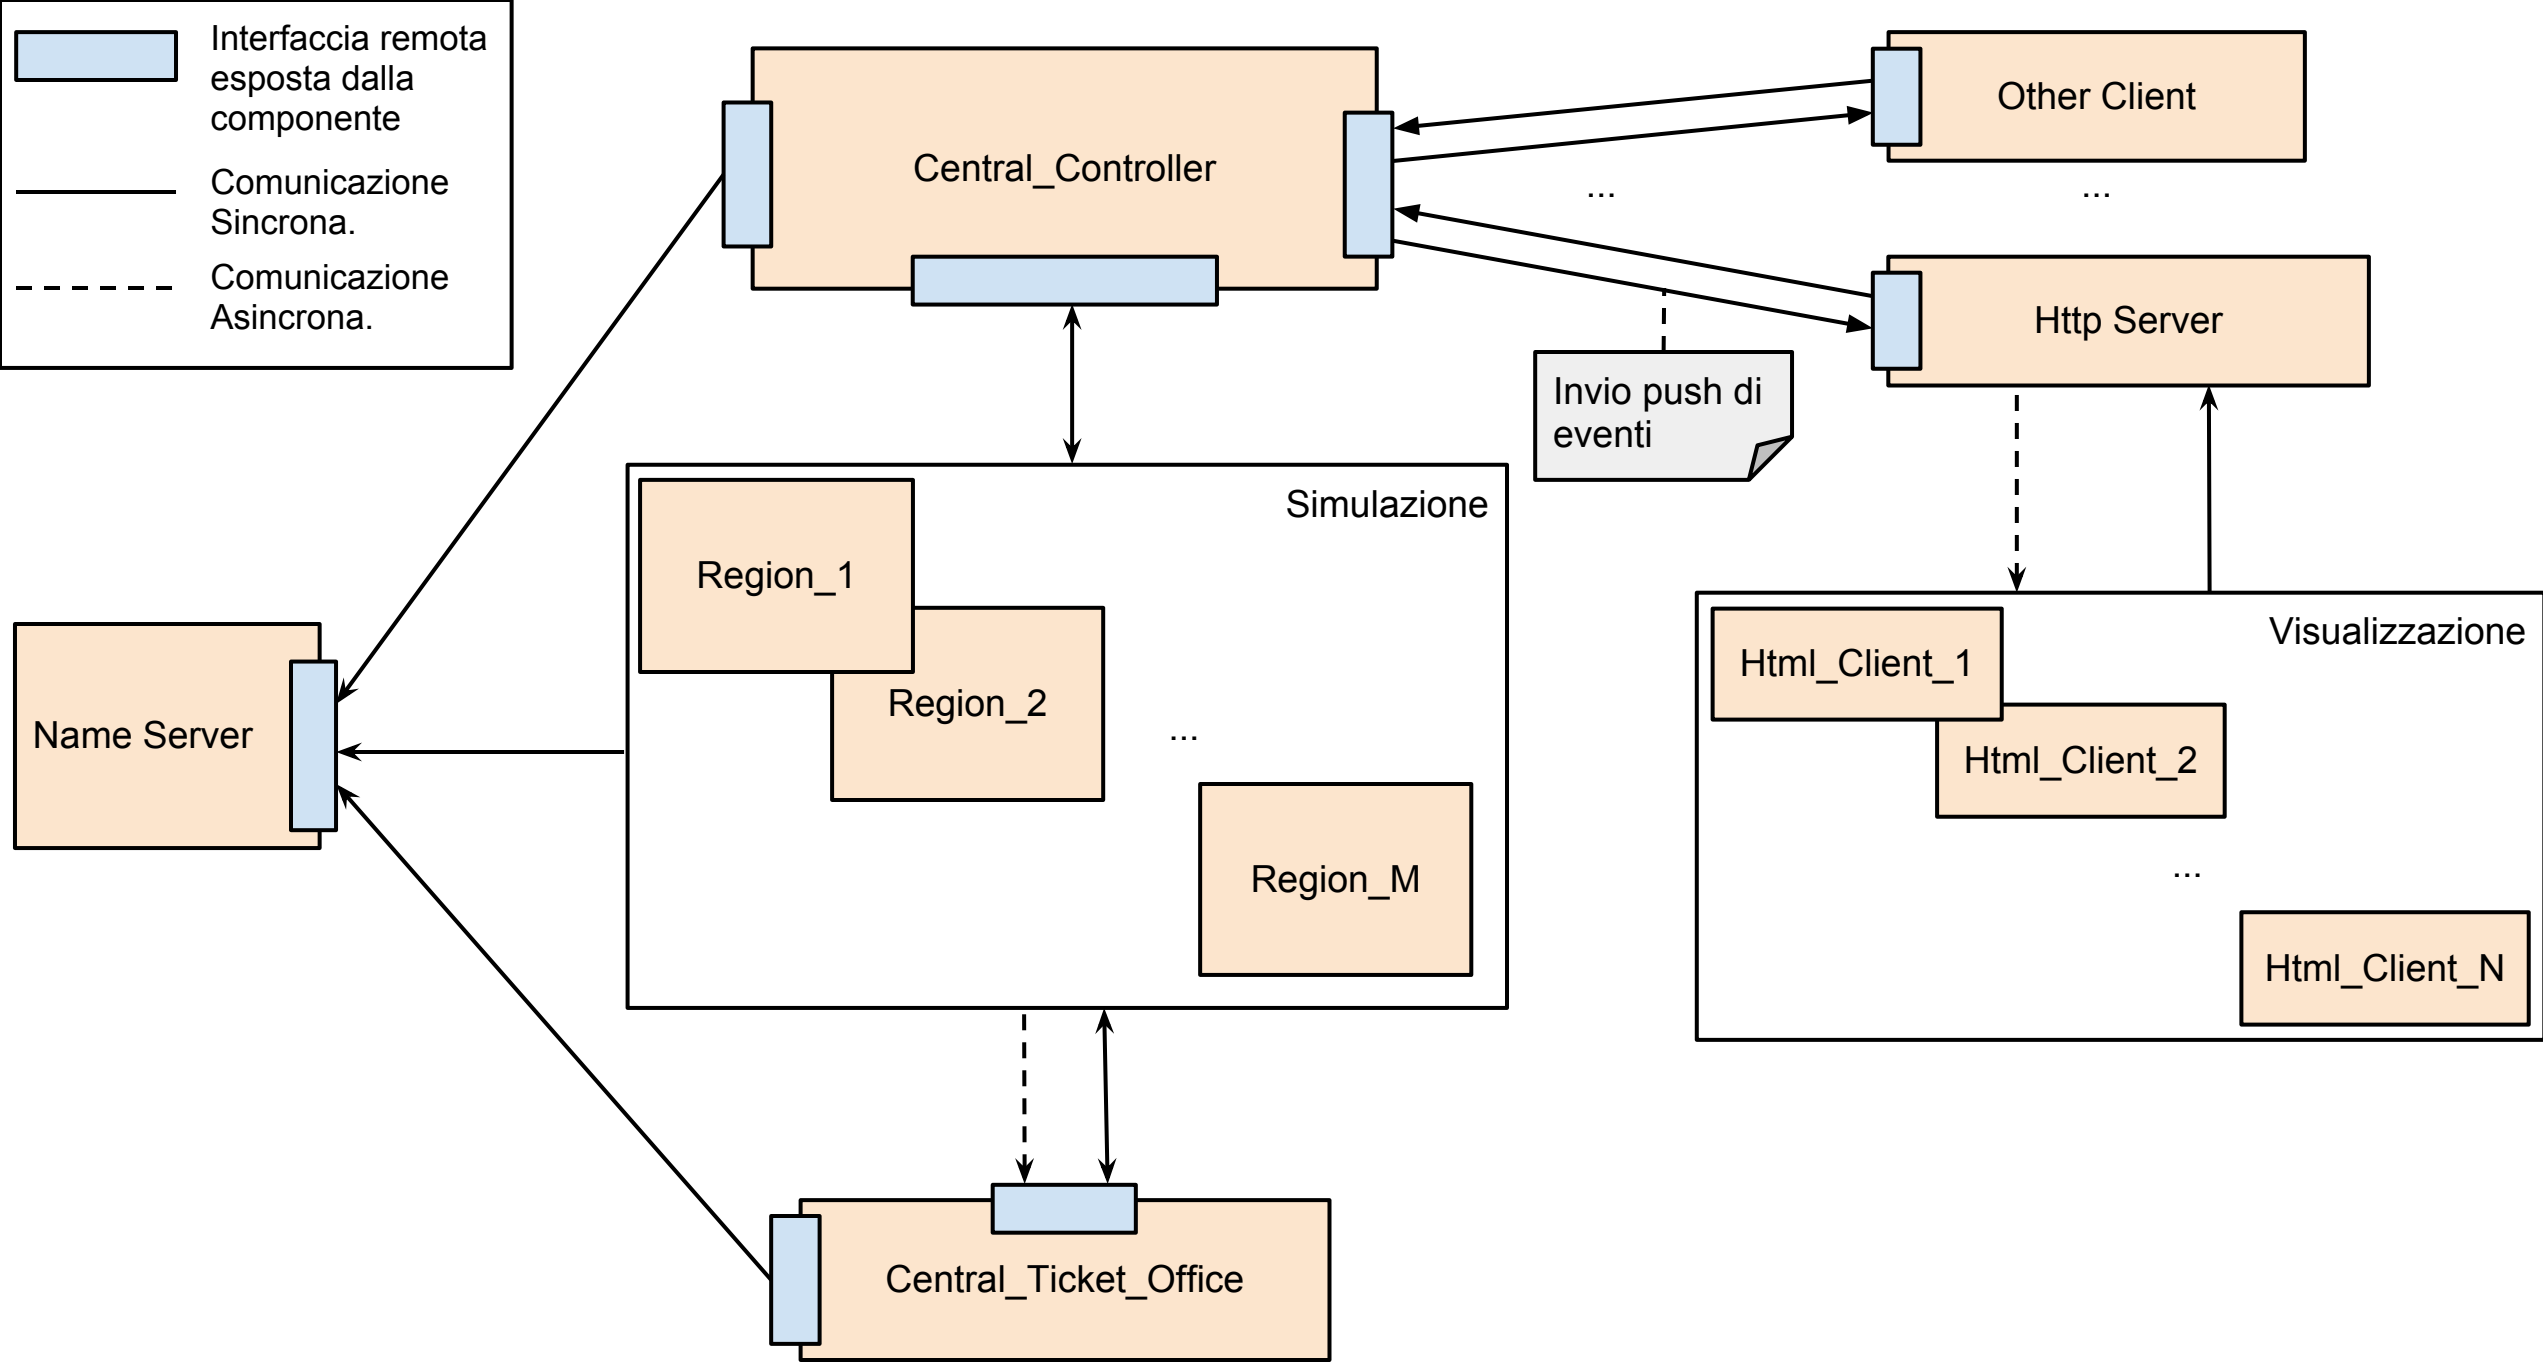 Interfaccia remota
esposta dalla
componente
Comunicazione
Sincrona.
Comunicazione
Asincrona.
Central_Controller
Other Client
...
...
Http Server
Invio push di
eventi
Simulazione
Region_1
Region_2
...
Region_M
Name Server
Visualizzazione
Html_Client_1
Html_Client_2
...
Html_Client_N
Central_Ticket_Office